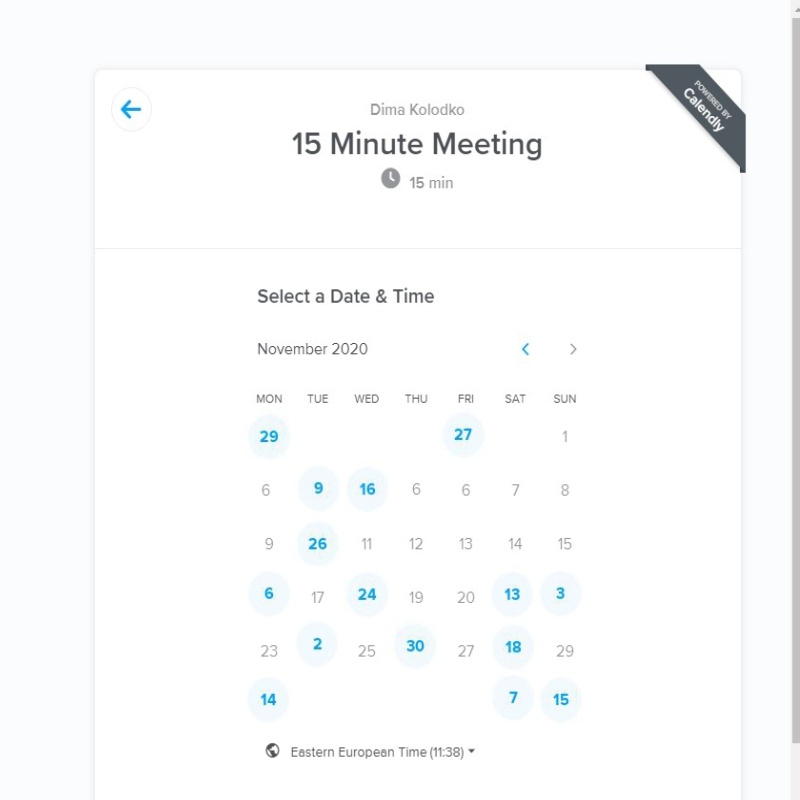 POWERED BY
Calendly
Dima Kolodko
15 Minute Meeting
15 min
Select a Date & Time
November 2020
MON TUE WED THU FRI SAT SUN
29 27 1
6 9 16 6 6 7 8
9 26 11 12 13 14 15
6 17 24 19 20 13 3
23 2 25 30 27 18 29
14 7 15
Eastern European Time (11:38)